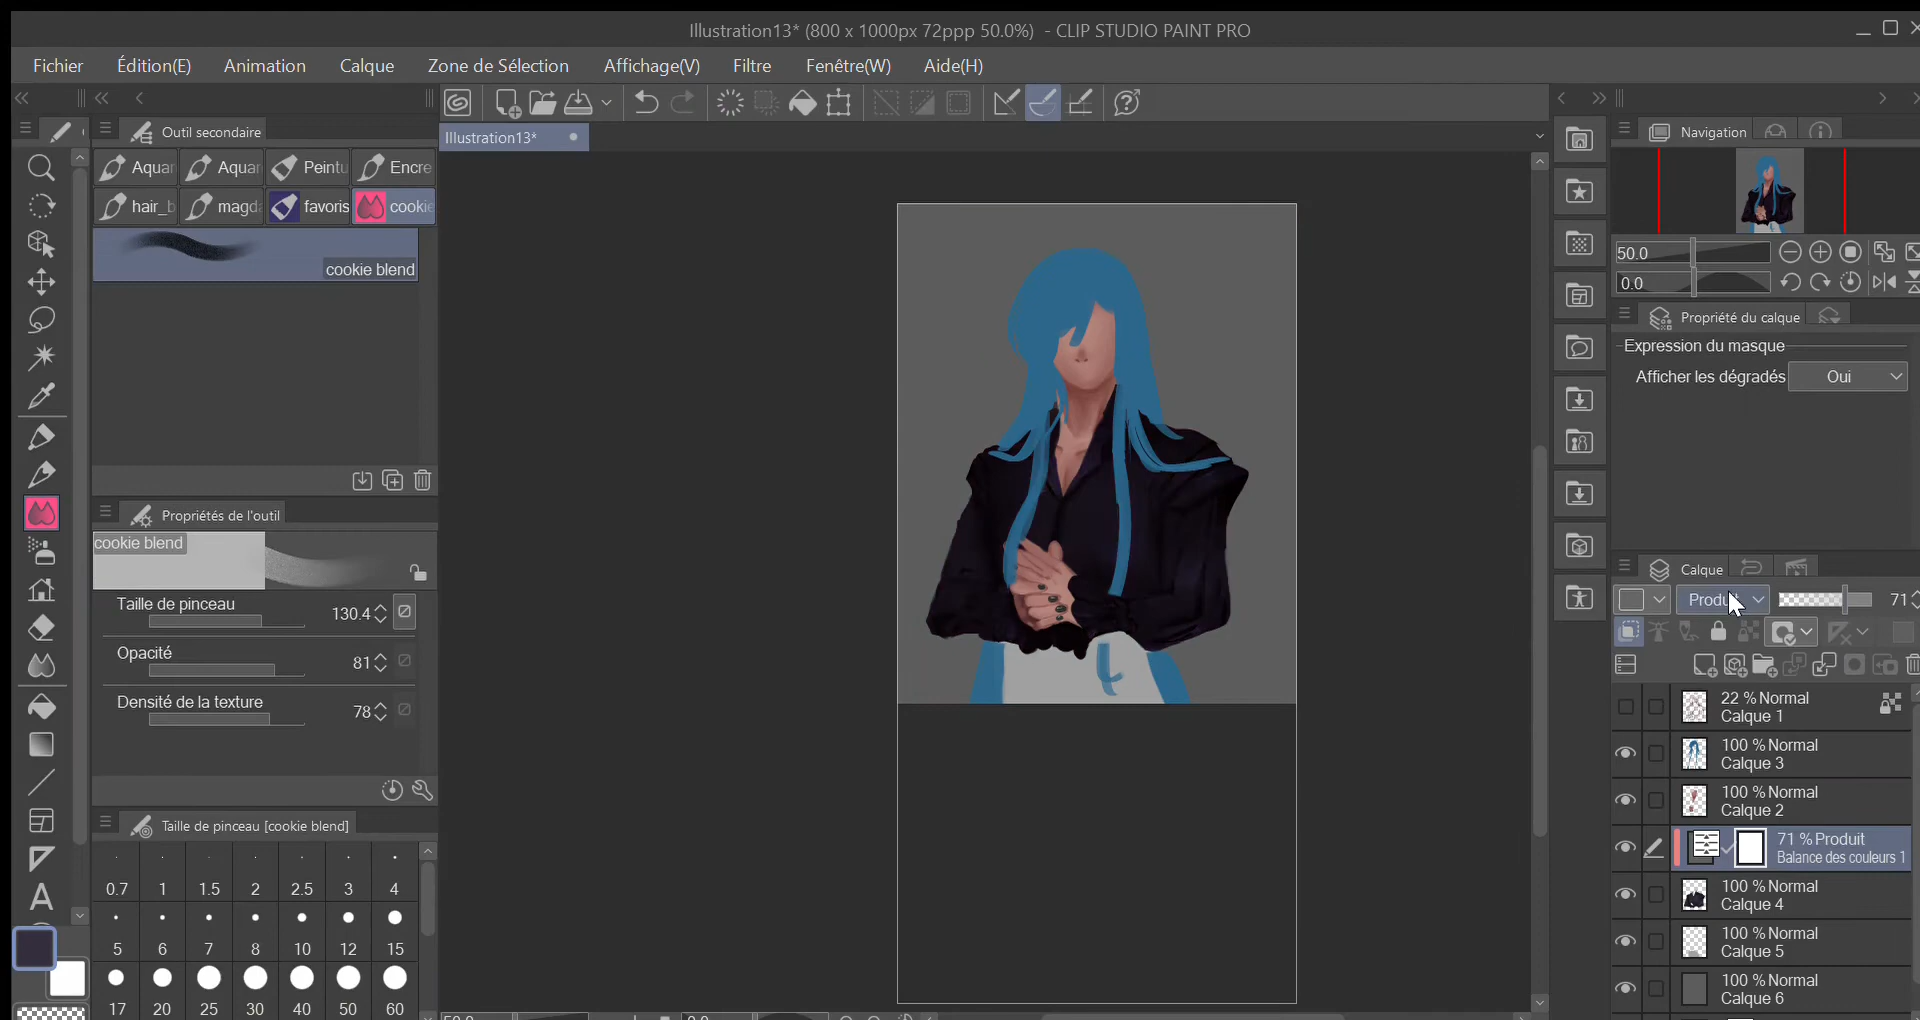 Illustration13* (800 x 1000px 72ppp 50.0%) - CLIP STUDIO PAINT PRO
Fichier Édition(E) Animation Calque Zone de Sélection Affichage(V) Filtre Fenêtre(W) Aide(H)
Outil secondaire
Illustration13*
Navigation
Aquar Aquar Peintu Encre
hair_b magd favoris cookie
cookie blend
50.0
0.0
Propriété du calque
Expression du masque
Afficher les dégradés Oui
Propriétés de l'outil
cookie blend
Taille de pinceau 130.4
Opacité 81
Densité de la texture 78
Calque
Produit 71
22 % Normal
Calque 1
100 % Normal
Calque 3
100 % Normal
Calque 2
71 % Produit
Balance des couleurs 1
100 % Normal
Calque 4
100 % Normal
Calque 5
100 % Normal
Calque 6
Taille de pinceau [cookie blend]
0.7 1 1.5 2 2.5 3 4
5 6 7 8 10 12 15
17 20 25 30 40 50 60